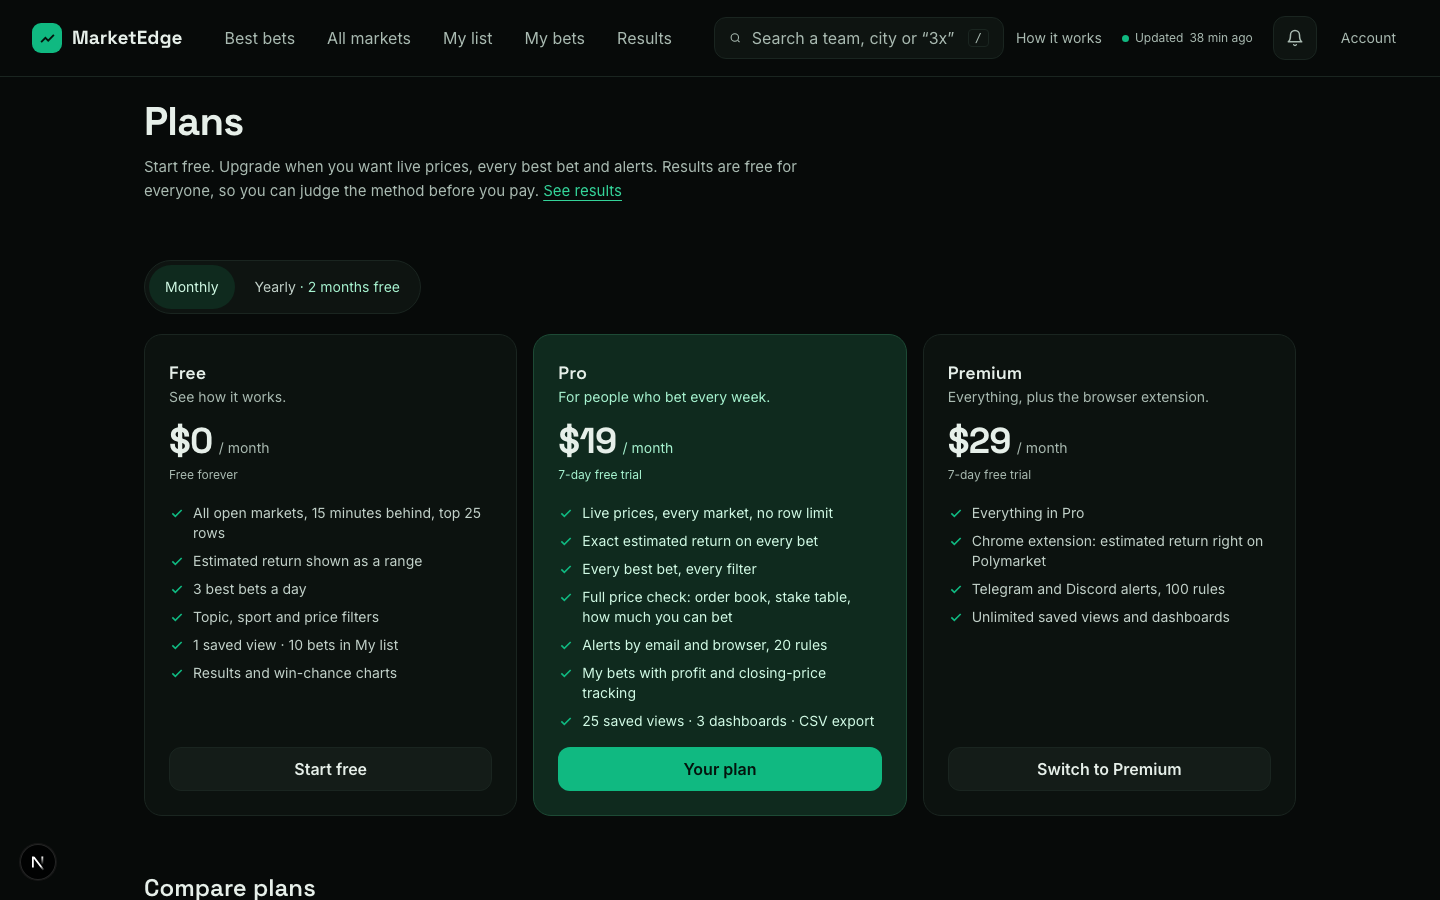 MarketEdge
Best bets
All markets
My list
My bets
Results
Search a team, city or “3x”
/
How it works
Updated 38 min ago
Account
Plans
Start free. Upgrade when you want live prices, every best bet and alerts. Results are free for
everyone, so you can judge the method before you pay. See results
Monthly
Yearly · 2 months free
Free
See how it works.
$0 / month
Free forever
All open markets, 15 minutes behind, top 25
rows
Estimated return shown as a range
3 best bets a day
Topic, sport and price filters
1 saved view · 10 bets in My list
Results and win-chance charts
Start free
Pro
For people who bet every week.
$19 / month
7-day free trial
Live prices, every market, no row limit
Exact estimated return on every bet
Every best bet, every filter
Full price check: order book, stake table,
how much you can bet
Alerts by email and browser, 20 rules
My bets with profit and closing-price
tracking
25 saved views · 3 dashboards · CSV export
Your plan
Premium
Everything, plus the browser extension.
$29 / month
7-day free trial
Everything in Pro
Chrome extension: estimated return right on
Polymarket
Telegram and Discord alerts, 100 rules
Unlimited saved views and dashboards
Switch to Premium
N
Compare plans